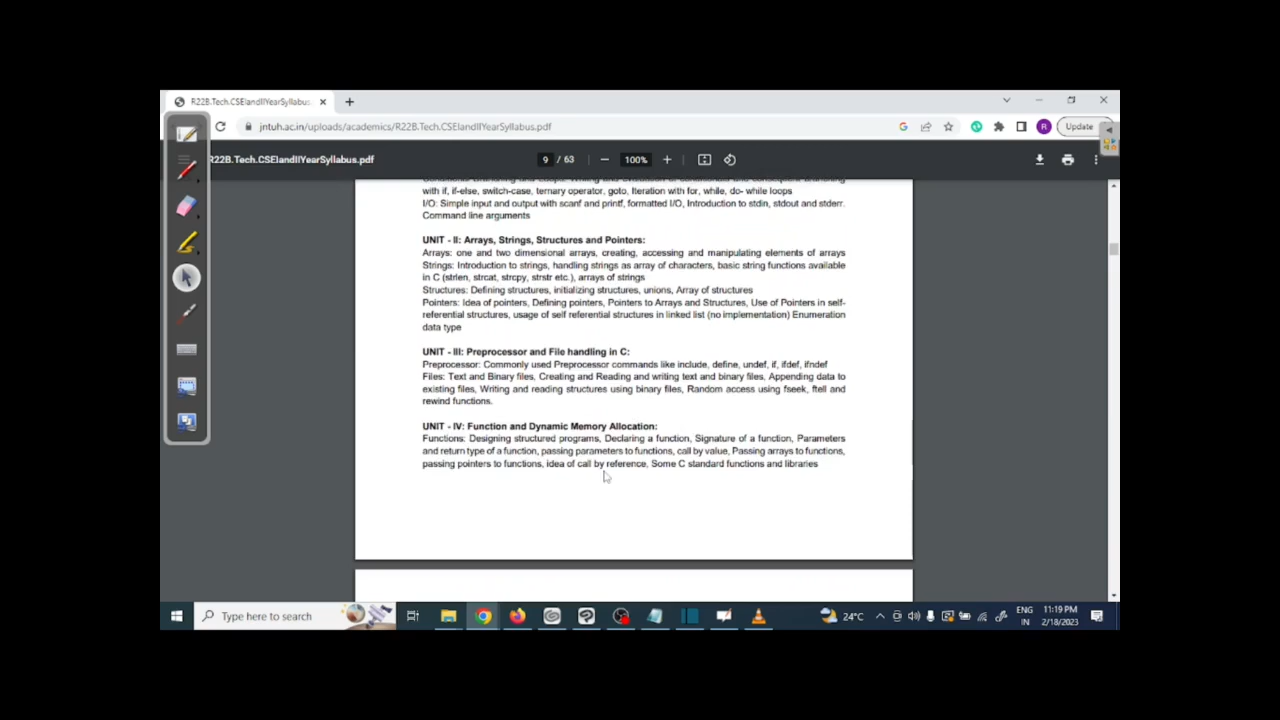 R22B.Tech.CSEIandIIYearSyllabus.
jntuh.ac.in/uploads/academics/R22B.Tech.CSEIandIIYearSyllabus.pdf
G
R
Update
R22B.Tech.CSEIandIIYearSyllabus.pdf
9 / 63
100%
with if, if-else, switch-case, ternary operator, goto, Iteration with for, while, do- while loops
I/O: Simple input and output with scanf and printf, formatted I/O, Introduction to stdin, stdout and stderr.
Command line arguments
UNIT - II: Arrays, Strings, Structures and Pointers:
Arrays: one and two dimensional arrays, creating, accessing and manipulating elements of arrays
Strings: Introduction to strings, handling strings as array of characters, basic string functions available
in C (strlen, strcat, strcpy, strstr etc.), arrays of strings
Structures: Defining structures, initializing structures, unions, Array of structures
Pointers: Idea of pointers, Defining pointers, Pointers to Arrays and Structures, Use of Pointers in self-
referential structures, usage of self referential structures in linked list (no implementation) Enumeration
data type
UNIT - III: Preprocessor and File handling in C:
Preprocessor: Commonly used Preprocessor commands like include, define, undef, if, ifdef, ifndef
Files: Text and Binary files, Creating and Reading and writing text and binary files, Appending data to
existing files, Writing and reading structures using binary files, Random access using fseek, ftell and
rewind functions.
UNIT - IV: Function and Dynamic Memory Allocation:
Functions: Designing structured programs, Declaring a function, Signature of a function, Parameters
and return type of a function, passing parameters to functions, call by value, Passing arrays to functions,
passing pointers to functions, idea of call by reference, Some C standard functions and libraries
Type here to search
24°C
ENG
IN
11:19 PM
2/18/2023